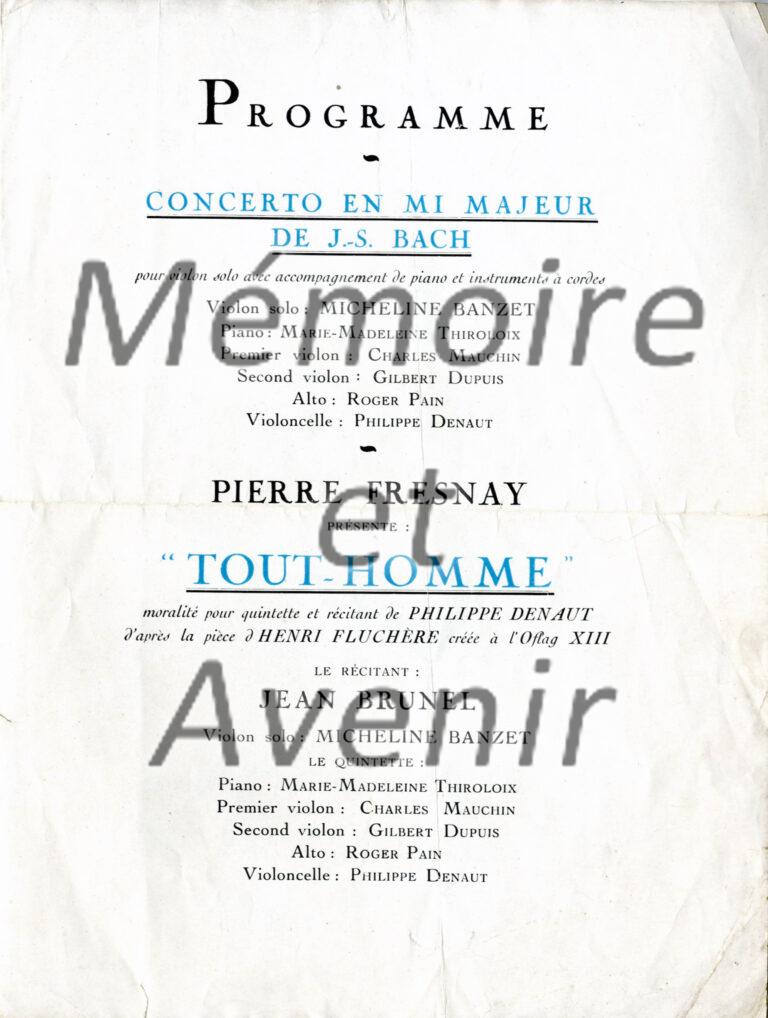 PROGRAMME
CONCERTO EN MI MAJEUR
DE J.-S. BACH
pour violon solo avec accompagnement de piano et instruments à cordes
Violon solo : MICHELINE BANZET
Piano : MARIE-MADELEINE THIROLOIX
Premier violon : CHARLES MAUCHIN
Second violon : GILBERT DUPUIS
Alto : ROGER PAIN
Violoncelle : PHILIPPE DENAUT
PIERRE FRESNAY
PRÉSENTE :
" TOUT-HOMME "
moralité pour quintette et récitant de PHILIPPE DENAUT
d'après la pièce d HENRI FLUCHÈRE créée à l'Oflag XIII
LE RÉCITANT :
JEAN BRUNEL
Violon solo : MICHELINE BANZET
LE QUINTETTE :
Piano : MARIE-MADELEINE THIROLOIX
Premier violon : CHARLES MAUCHIN
Second violon : GILBERT DUPUIS
Alto : ROGER PAIN
Violoncelle : PHILIPPE DENAUT
Mémoire
et
Avenir